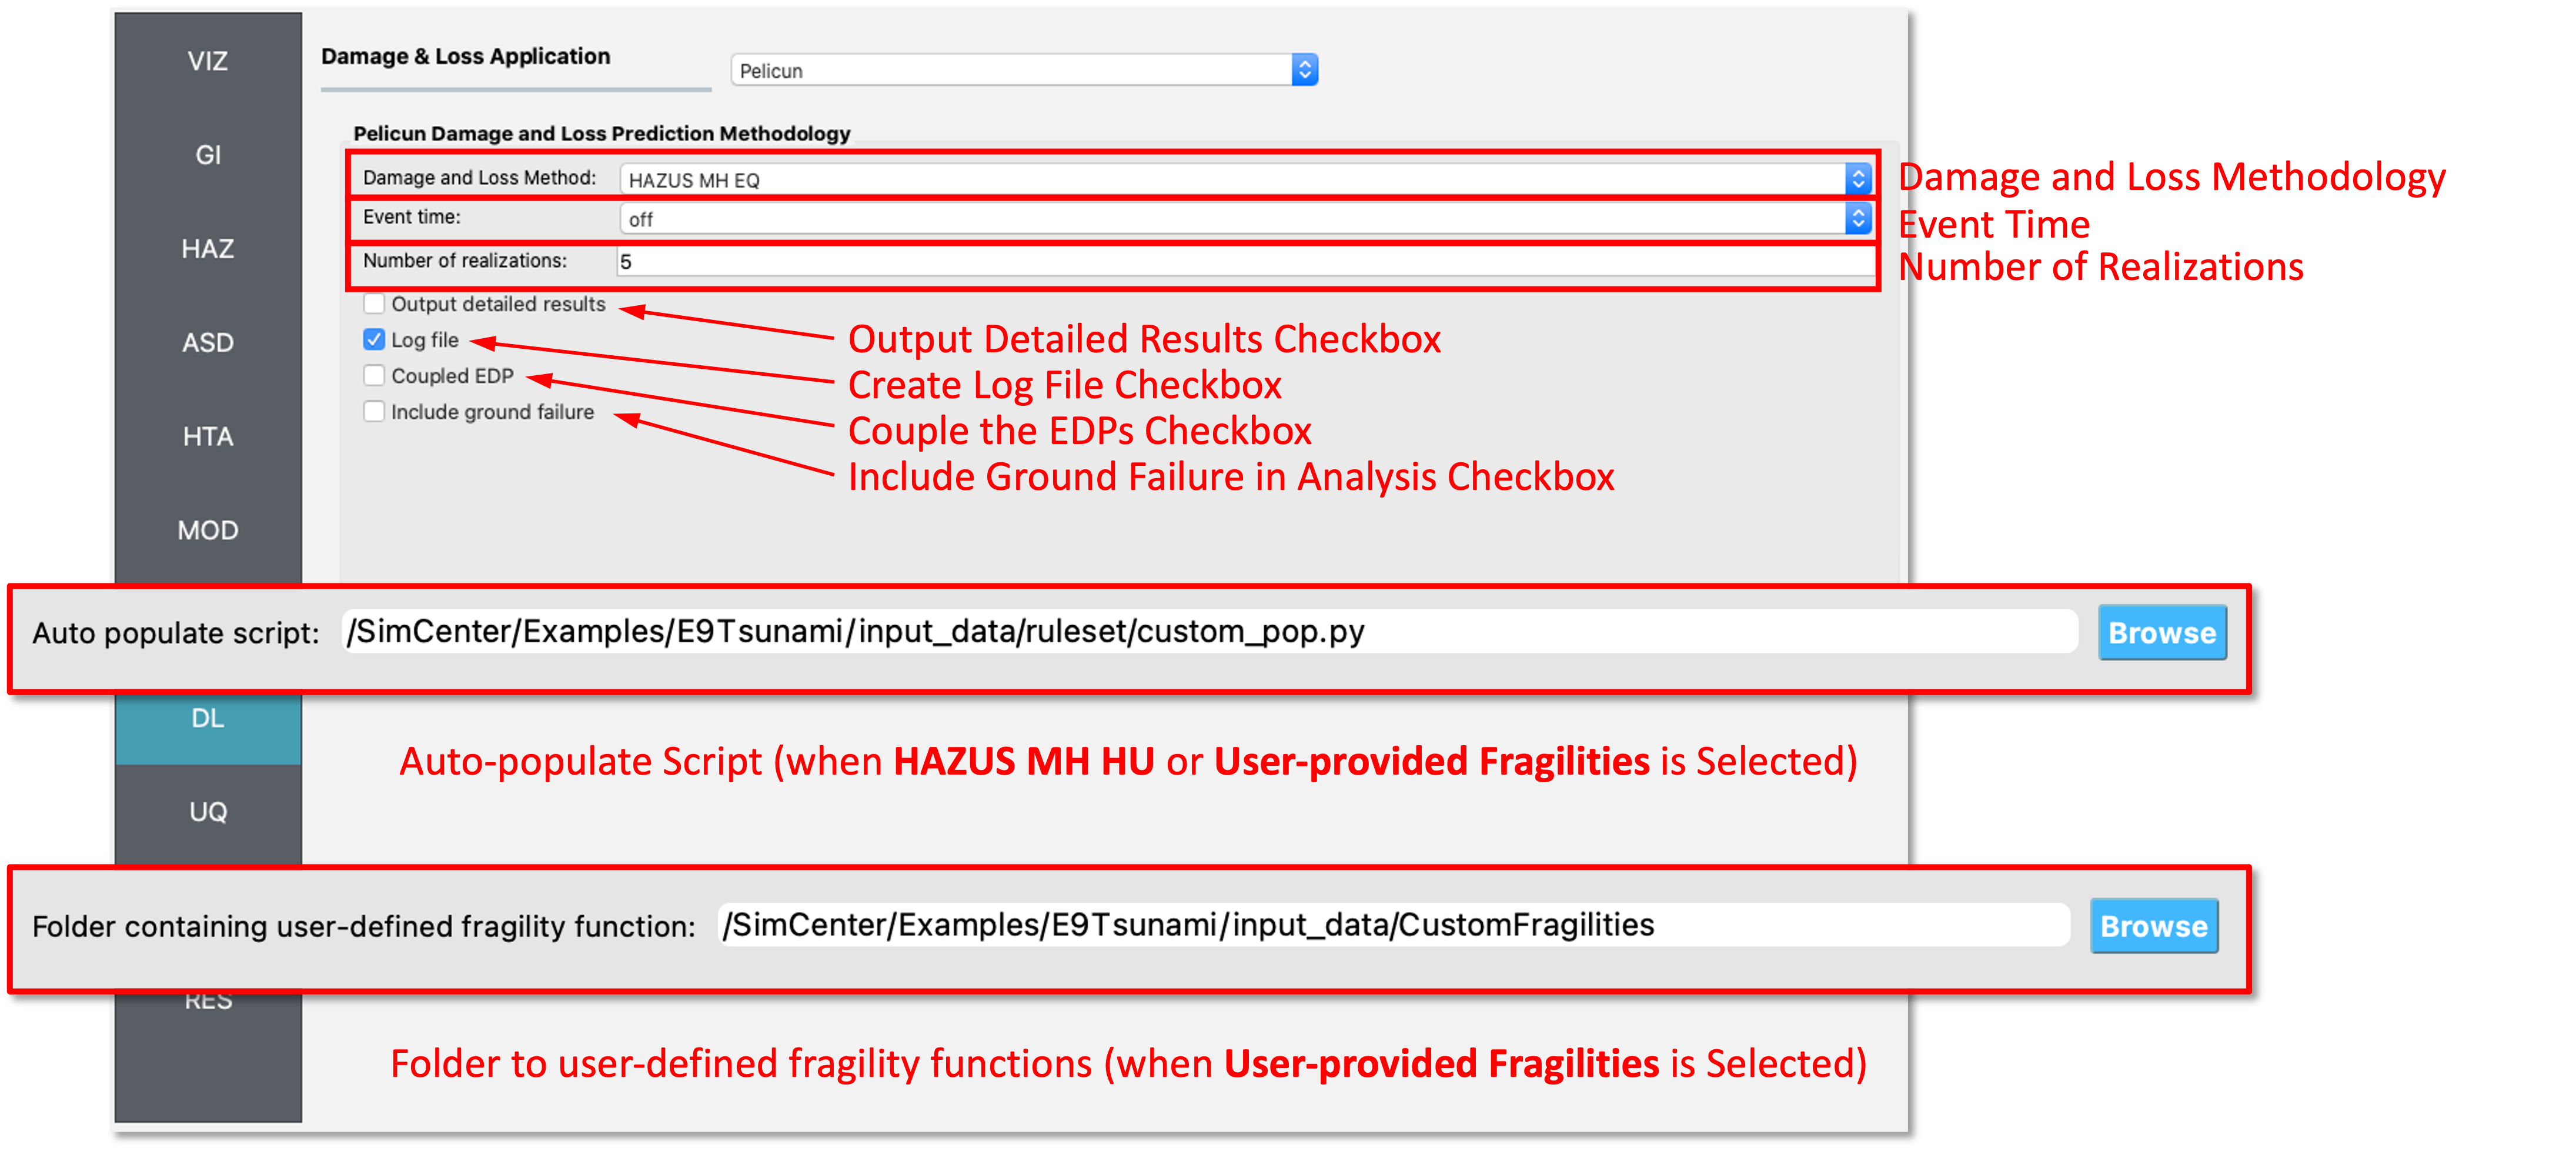 VIZ
GI
HAZ
ASD
HTA
MOD
DL
UQ
RES
Damage & Loss Application
Pelicun
Pelicun Damage and Loss Prediction Methodology
Damage and Loss Method: HAZUS MH EQ
Damage and Loss Methodology
Event time: off
Event Time
Number of realizations: 5
Number of Realizations
Output detailed results
Log file
Coupled EDP
Include ground failure
Output Detailed Results Checkbox
Create Log File Checkbox
Couple the EDPs Checkbox
Include Ground Failure in Analysis Checkbox
Auto populate script: /SimCenter/Examples/E9Tsunami/input_data/ruleset/custom_pop.py Browse
Auto-populate Script (when HAZUS MH HU or User-provided Fragilities is Selected)
Folder containing user-defined fragility function: /SimCenter/Examples/E9Tsunami/input_data/CustomFragilities Browse
Folder to user-defined fragility functions (when User-provided Fragilities is Selected)